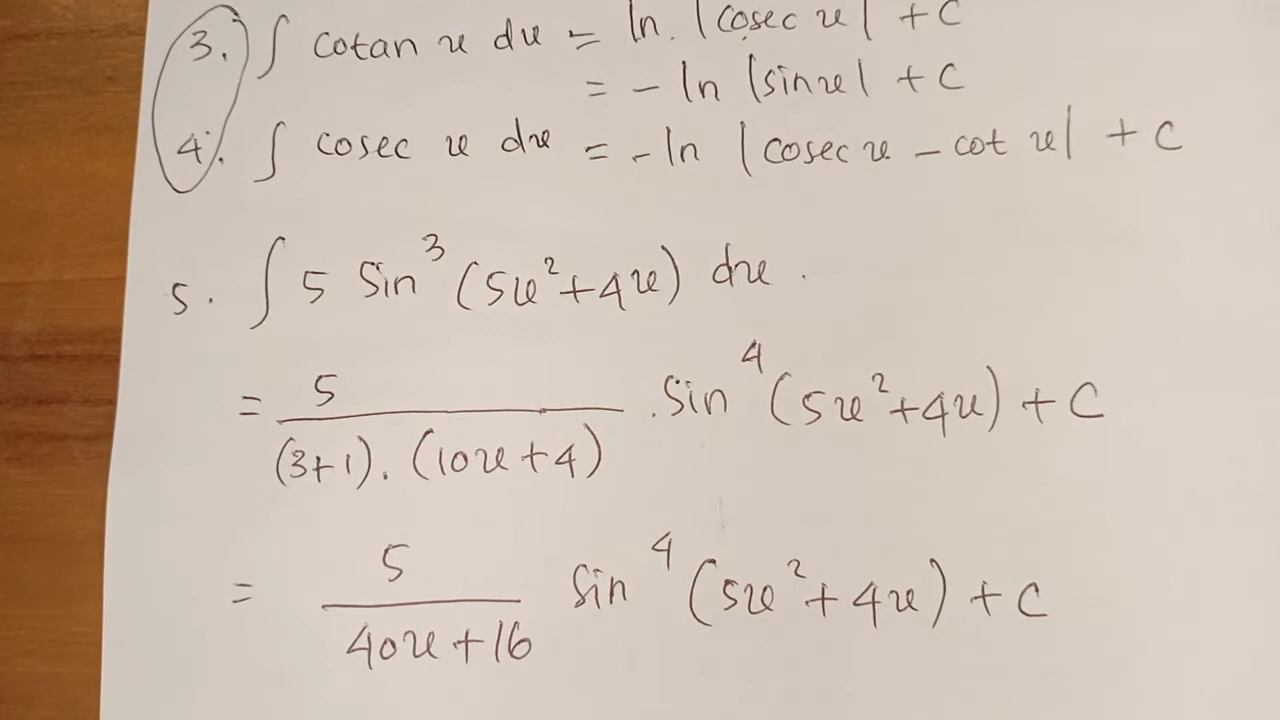 3. ∫ cotan x dx = ln. |cosec x| + C
= - ln |sin x| + C
4. ∫ cosec x dx = - ln |cosec x - cot x| + C
5. ∫ 5 Sin³ (5x²+4x) dx.
= 5 / (3+1).(10x+4) . Sin⁴ (5x²+4x) + C
= 5 / 40x+16 Sin⁴ (5x²+4x) + C